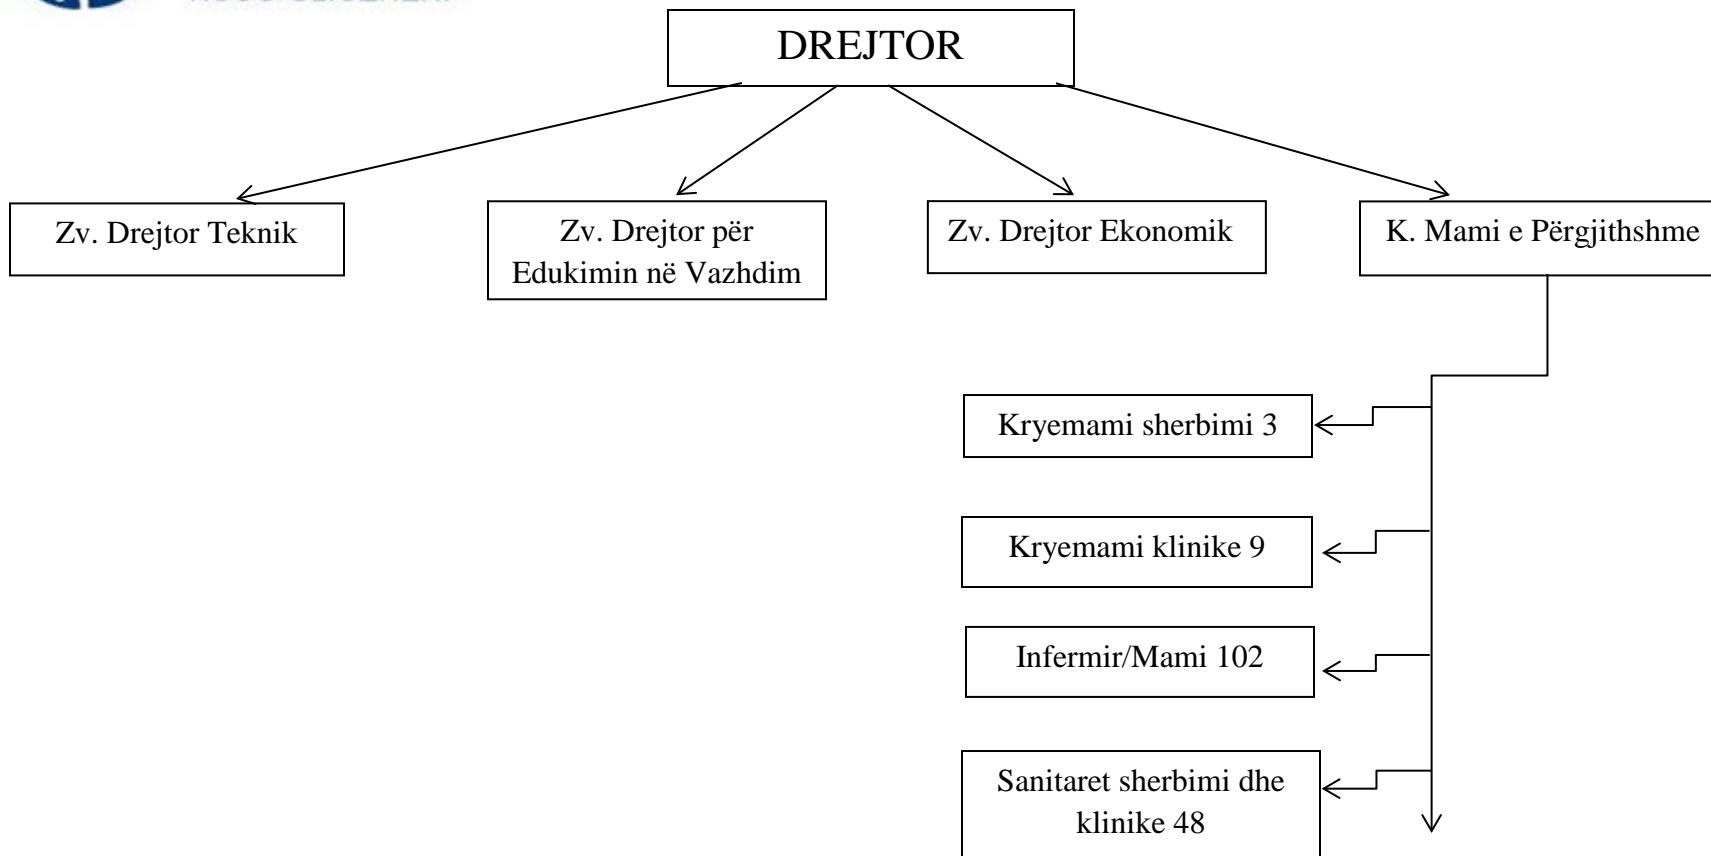 DREJTOR
Zv. Drejtor Teknik
Zv. Drejtor për
Edukimin në Vazhdim
Zv. Drejtor Ekonomik
K. Mami e Përgjithshme
Kryemami sherbimi 3
Kryemami klinike 9
Infermir/Mami 102
Sanitaret sherbimi dhe
klinike 48